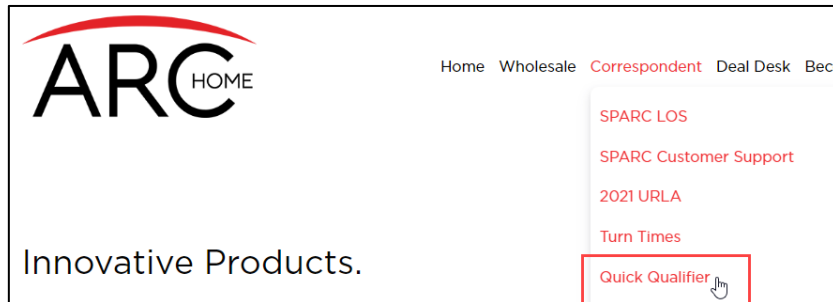 ARC HOME
Home Wholesale Correspondent Deal Desk Bec
SPARC LOS
SPARC Customer Support
2021 URLA
Turn Times
Innovative Products.
Quick Qualifier